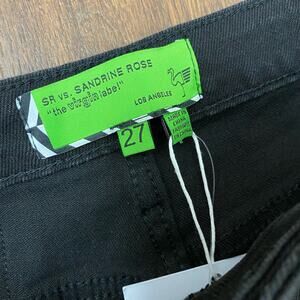 SR vs. SANDRINE ROSE
"the virgin label"
LOS ANGELES
27